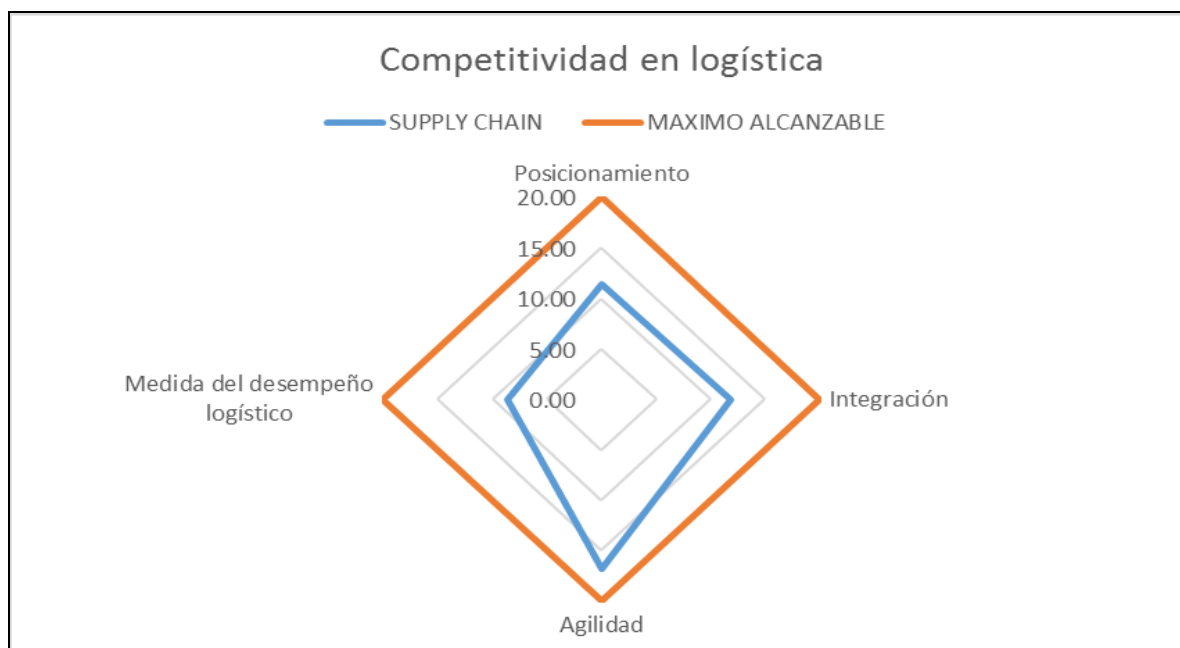 Competitividad en logística
SUPPLY CHAIN
MAXIMO ALCANZABLE
Posicionamiento
20.00
15.00
10.00
5.00
0.00
Medida del desempeño
logístico
Integración
Agilidad